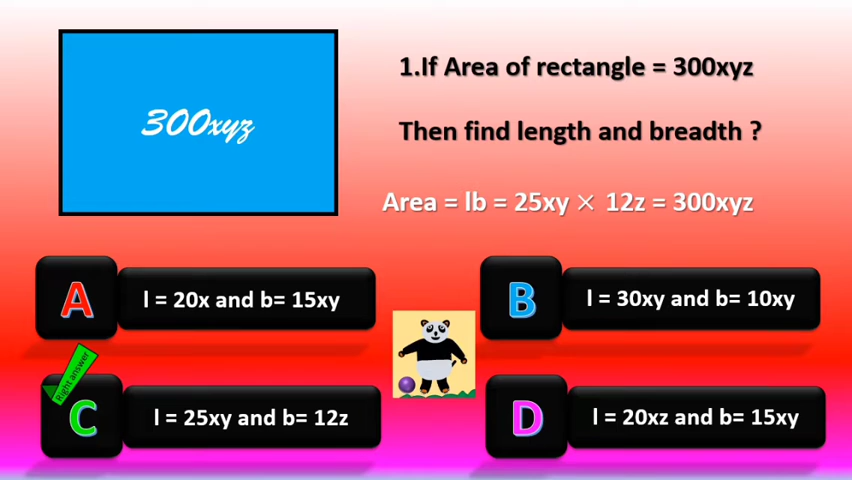 300xyz
1.If Area of rectangle = 300xyz
Then find length and breadth ?
Area = lb = 25xy × 12z = 300xyz
A
l = 20x and b= 15xy
B
l = 30xy and b= 10xy
Right answer
C
l = 25xy and b= 12z
D
l = 20xz and b= 15xy